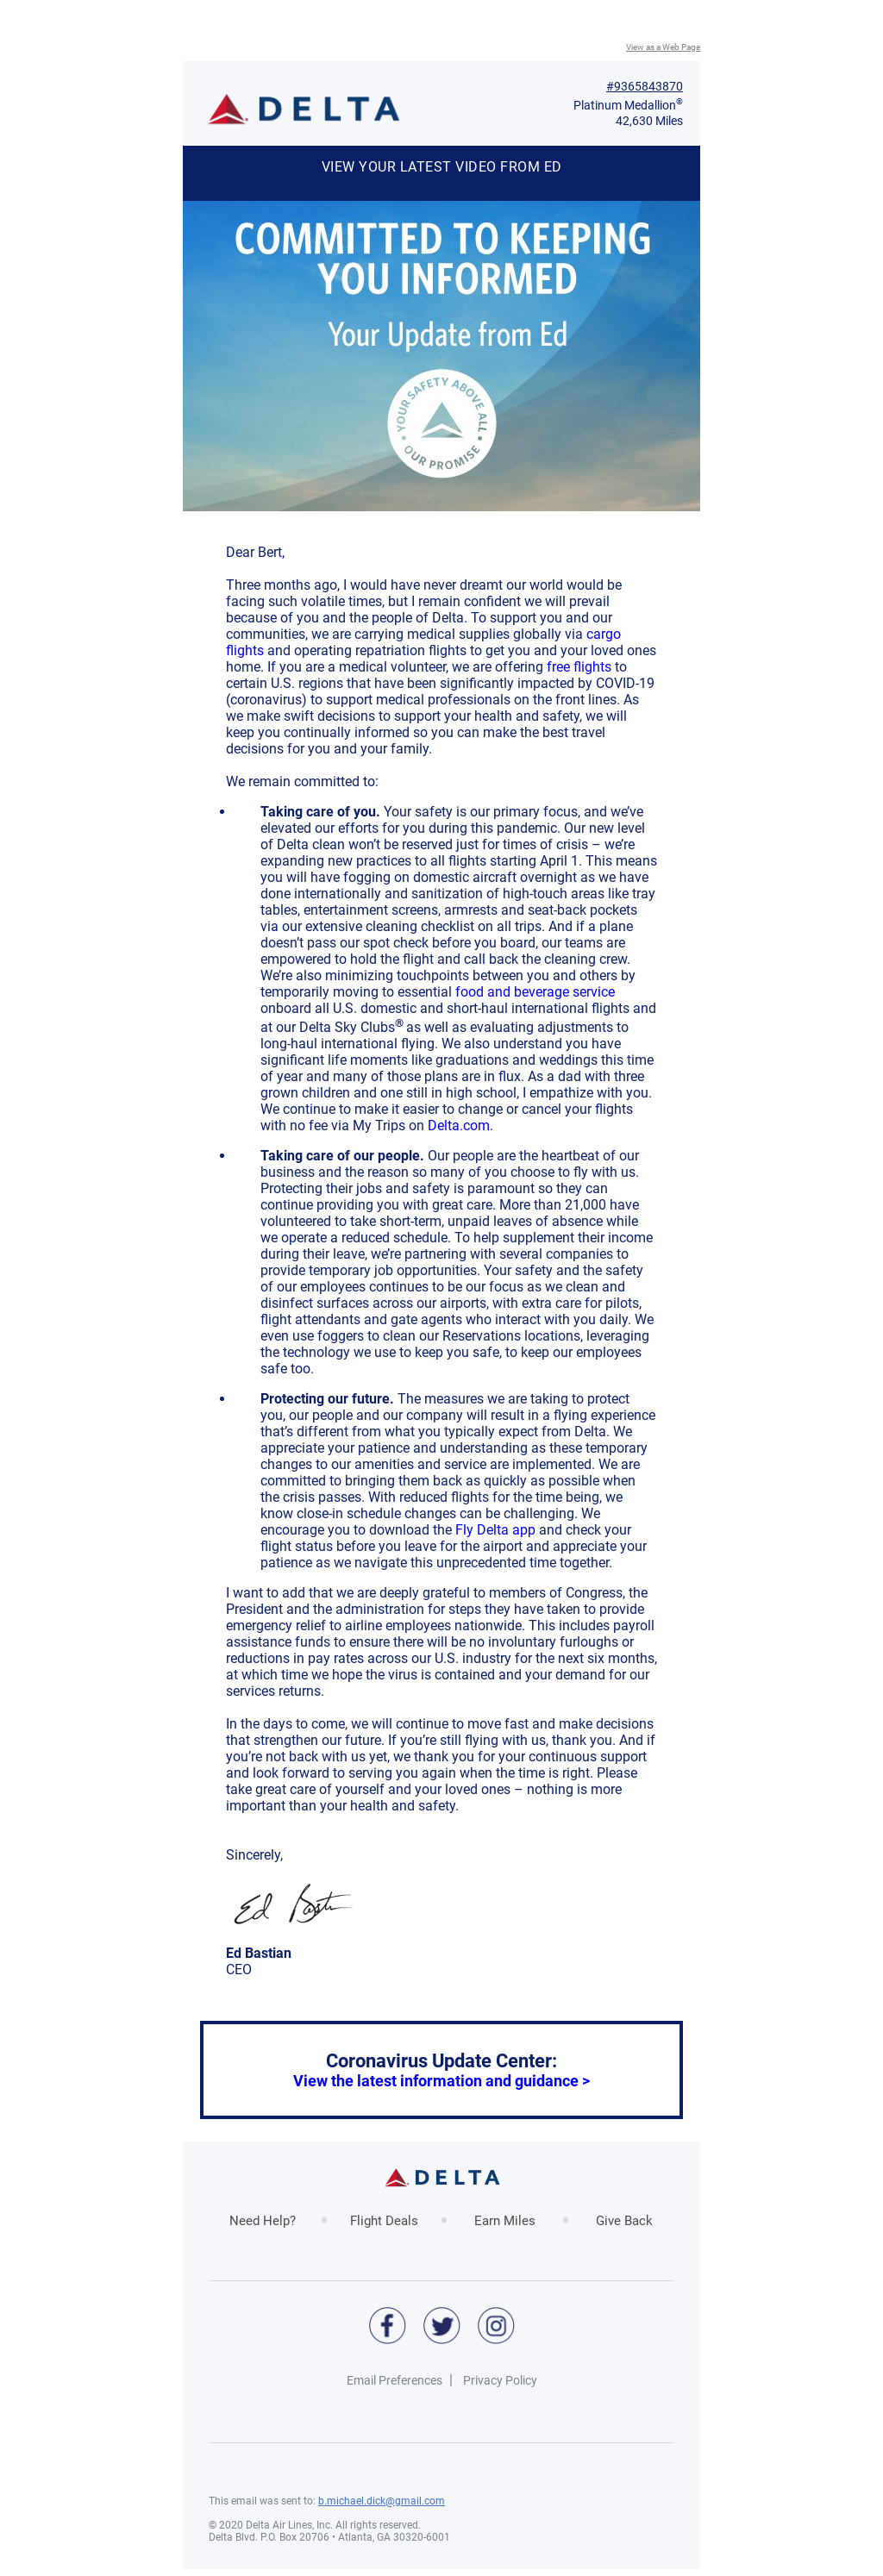 View as a Web Page
DELTA
#9365843870
Platinum Medallion®
42,630 Miles
VIEW YOUR LATEST VIDEO FROM ED
COMMITTED TO KEEPING
YOU INFORMED
Your Update from Ed
YOUR SAFETY ABOVE ALL
• OUR PROMISE •
Dear Bert,
Three months ago, I would have never dreamt our world would be
facing such volatile times, but I remain confident we will prevail
because of you and the people of Delta. To support you and our
communities, we are carrying medical supplies globally via cargo
flights and operating repatriation flights to get you and your loved ones
home. If you are a medical volunteer, we are offering free flights to
certain U.S. regions that have been significantly impacted by COVID-19
(coronavirus) to support medical professionals on the front lines. As
we make swift decisions to support your health and safety, we will
keep you continually informed so you can make the best travel
decisions for you and your family.
We remain committed to:
• Taking care of you. Your safety is our primary focus, and we’ve
elevated our efforts for you during this pandemic. Our new level
of Delta clean won’t be reserved just for times of crisis – we’re
expanding new practices to all flights starting April 1. This means
you will have fogging on domestic aircraft overnight as we have
done internationally and sanitization of high-touch areas like tray
tables, entertainment screens, armrests and seat-back pockets
via our extensive cleaning checklist on all trips. And if a plane
doesn’t pass our spot check before you board, our teams are
empowered to hold the flight and call back the cleaning crew.
We’re also minimizing touchpoints between you and others by
temporarily moving to essential food and beverage service
onboard all U.S. domestic and short-haul international flights and
at our Delta Sky Clubs® as well as evaluating adjustments to
long-haul international flying. We also understand you have
significant life moments like graduations and weddings this time
of year and many of those plans are in flux. As a dad with three
grown children and one still in high school, I empathize with you.
We continue to make it easier to change or cancel your flights
with no fee via My Trips on Delta.com.
• Taking care of our people. Our people are the heartbeat of our
business and the reason so many of you choose to fly with us.
Protecting their jobs and safety is paramount so they can
continue providing you with great care. More than 21,000 have
volunteered to take short-term, unpaid leaves of absence while
we operate a reduced schedule. To help supplement their income
during their leave, we’re partnering with several companies to
provide temporary job opportunities. Your safety and the safety
of our employees continues to be our focus as we clean and
disinfect surfaces across our airports, with extra care for pilots,
flight attendants and gate agents who interact with you daily. We
even use foggers to clean our Reservations locations, leveraging
the technology we use to keep you safe, to keep our employees
safe too.
• Protecting our future. The measures we are taking to protect
you, our people and our company will result in a flying experience
that’s different from what you typically expect from Delta. We
appreciate your patience and understanding as these temporary
changes to our amenities and service are implemented. We are
committed to bringing them back as quickly as possible when
the crisis passes. With reduced flights for the time being, we
know close-in schedule changes can be challenging. We
encourage you to download the Fly Delta app and check your
flight status before you leave for the airport and appreciate your
patience as we navigate this unprecedented time together.
I want to add that we are deeply grateful to members of Congress, the
President and the administration for steps they have taken to provide
emergency relief to airline employees nationwide. This includes payroll
assistance funds to ensure there will be no involuntary furloughs or
reductions in pay rates across our U.S. industry for the next six months,
at which time we hope the virus is contained and your demand for our
services returns.
In the days to come, we will continue to move fast and make decisions
that strengthen our future. If you’re still flying with us, thank you. And if
you’re not back with us yet, we thank you for your continuous support
and look forward to serving you again when the time is right. Please
take great care of yourself and your loved ones – nothing is more
important than your health and safety.
Sincerely,
Ed Bastian
Ed Bastian
CEO
Coronavirus Update Center:
View the latest information and guidance >
DELTA
Need Help? • Flight Deals • Earn Miles • Give Back
Email Preferences | Privacy Policy
This email was sent to: b.michael.dick@gmail.com
© 2020 Delta Air Lines, Inc. All rights reserved.
Delta Blvd. P.O. Box 20706 • Atlanta, GA 30320-6001